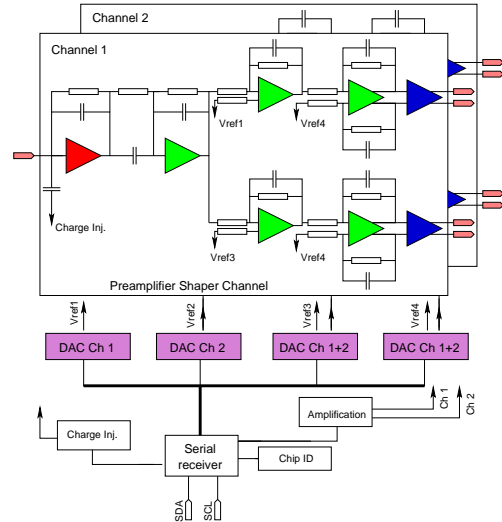 Channel 2
Channel 1
Vref1
Vref4
Charge Inj.
Vref3
Vref4
Preamplifier Shaper Channel
Vref1
Vref2
Vref3
Vref4
DAC Ch 1
DAC Ch 2
DAC Ch 1+2
DAC Ch 1+2
Ch 1
Ch 2
Amplification
Charge Inj.
Serial
receiver
Chip ID
SDA
SCL